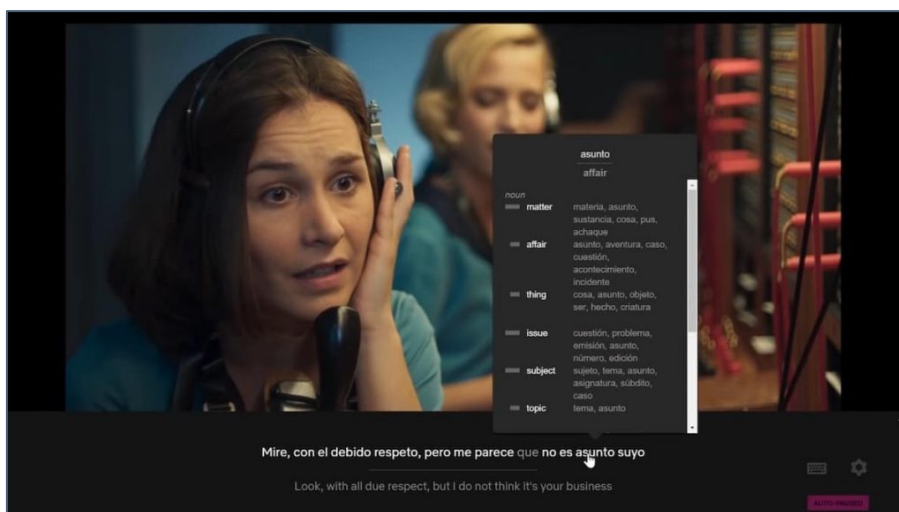 asunto
affair
noun
matter materia, asunto,
sustancia, cosa, pus,
achaque
affair asunto, aventura, caso,
cuestión,
acontecimiento,
incidente
thing cosa, asunto, objeto,
ser, hecho, criatura
issue cuestión, problema,
emisión, asunto,
número, edición
subject sujeto, tema, asunto,
asignatura, súbdito,
caso
topic tema, asunto
Mire, con el debido respeto, pero me parece que no es asunto suyo
Look, with all due respect, but I do not think it's your business
AUTO-PAUSED